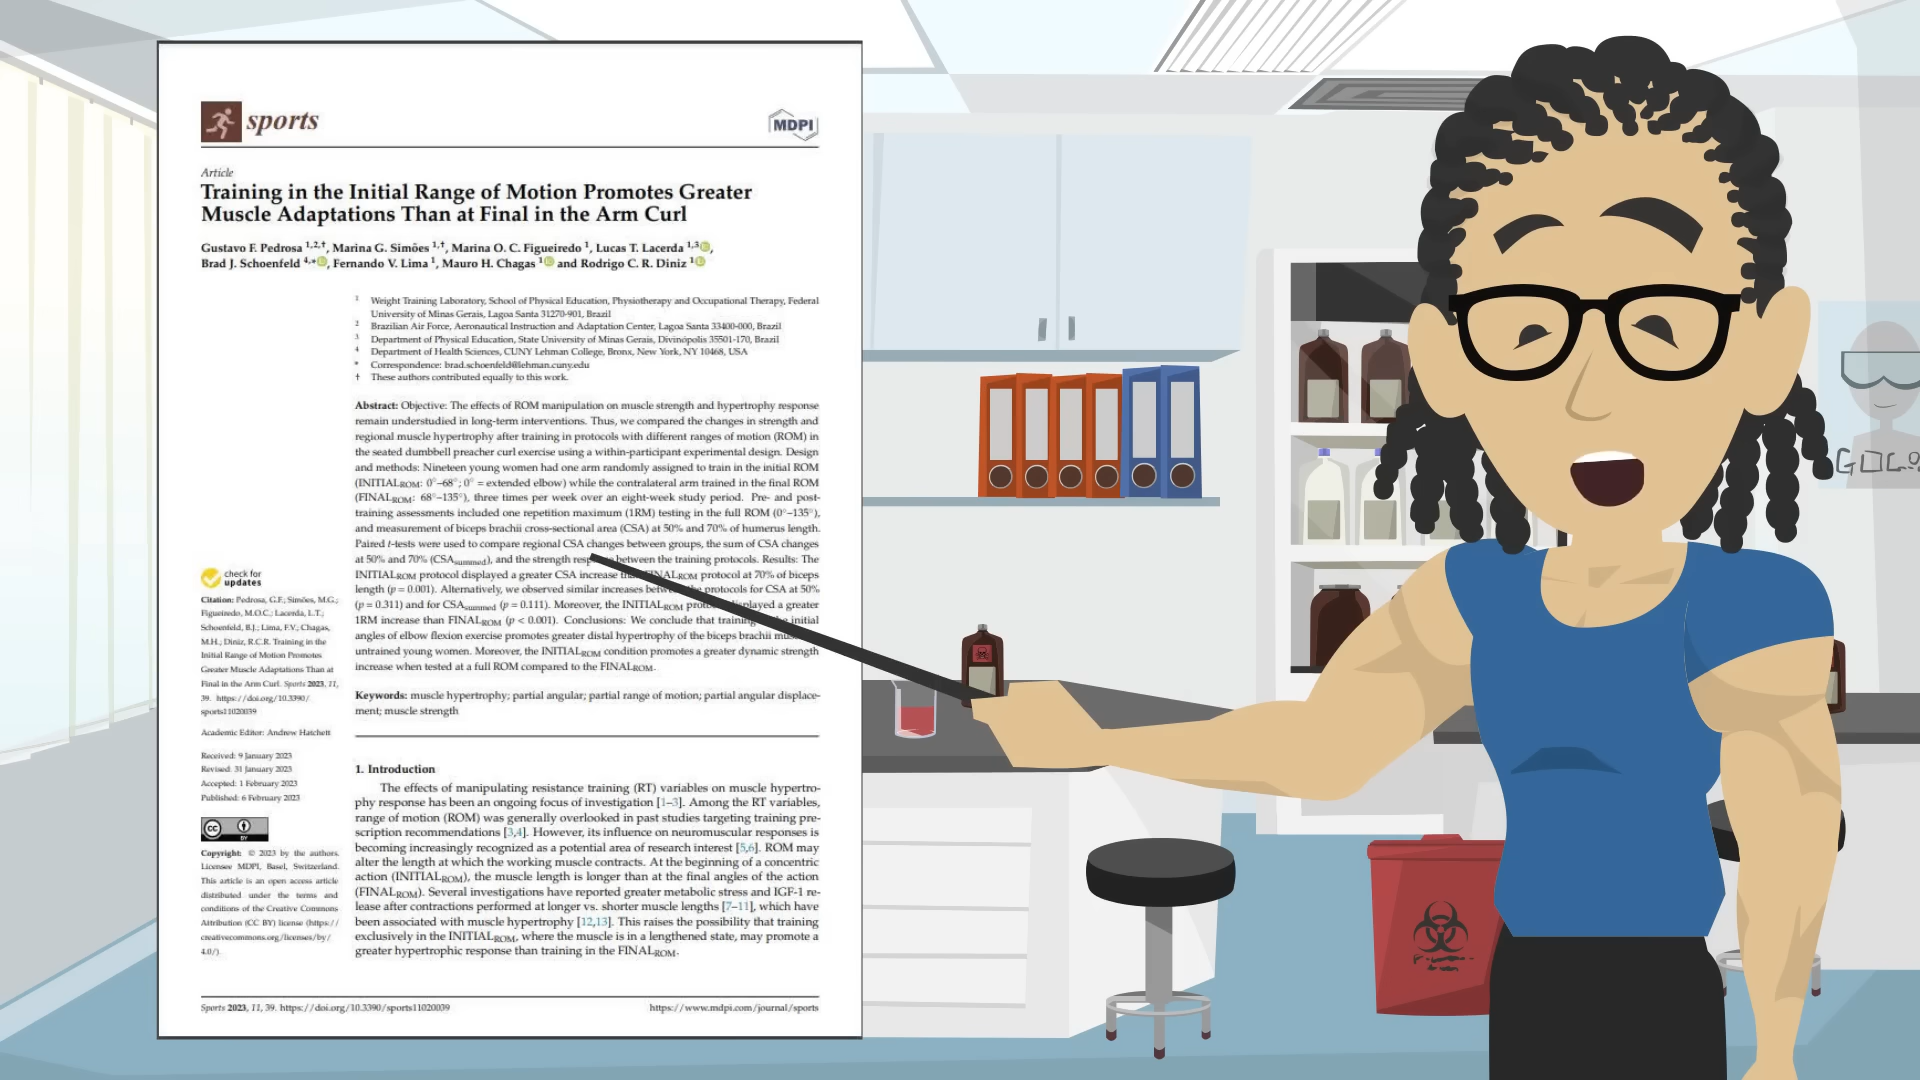 sports
MDPI
Article
Training in the Initial Range of Motion Promotes Greater
Muscle Adaptations Than at Final in the Arm Curl
Gustavo F. Pedrosa 1,2,†, Marina G. Simões 1,†, Marina O. C. Figueiredo 1, Lucas T. Lacerda 1,3,
Brad J. Schoenfeld 4,*, Fernando V. Lima 1, Mauro H. Chagas 1 and Rodrigo C. R. Diniz 1
1 Weight Training Laboratory, School of Physical Education, Physiotherapy and Occupational Therapy, Federal
University of Minas Gerais, Lagoa Santa 31270-901, Brazil
2 Brazilian Air Force, Aeronautical Instruction and Adaptation Center, Lagoa Santa 33400-000, Brazil
3 Department of Physical Education, State University of Minas Gerais, Divinópolis 35501-170, Brazil
4 Department of Health Sciences, CUNY Lehman College, Bronx, New York, NY 10468, USA
* Correspondence: brad.schoenfeld@lehman.cuny.edu
† These authors contributed equally to this work.
Abstract: Objective: The effects of ROM manipulation on muscle strength and hypertrophy response
remain understudied in long-term interventions. Thus, we compared the changes in strength and
regional muscle hypertrophy after training in protocols with different ranges of motion (ROM) in
the seated dumbbell preacher curl exercise using a within-participant experimental design. Design
and methods: Nineteen young women had one arm randomly assigned to train in the initial ROM
(INITIALROM: 0°–68°; 0° = extended elbow) while the contralateral arm trained in the final ROM
(FINALROM: 68°–135°), three times per week over an eight-week study period. Pre- and post-
training assessments included one repetition maximum (1RM) testing in the full ROM (0°–135°),
and measurement of biceps brachii cross-sectional area (CSA) at 50% and 70% of humerus length.
Paired t-tests were used to compare regional CSA changes between groups, the sum of CSA changes
at 50% and 70% (CSAsummed), and the strength between the training protocols. Results: The
INITIALROM protocol displayed a greater CSA increase FINALROM protocol at 70% of biceps
length (p = 0.001). Alternatively, we observed similar increases protocols for CSA at 50%
(p = 0.311) and for CSAsummed (p = 0.111). Moreover, the INITIALROM displayed a greater
1RM increase than FINALROM (p < 0.001). Conclusions: We conclude that training initial
angles of elbow flexion exercise promotes greater distal hypertrophy of the biceps brachii
untrained young women. Moreover, the INITIALROM condition promotes a greater dynamic strength
increase when tested at a full ROM compared to the FINALROM.
Keywords: muscle hypertrophy; partial angular; partial range of motion; partial angular displace-
ment; muscle strength
check for
updates
Citation: Pedrosa, G.F.; Simões, M.G.;
Figueiredo, M.O.C.; Lacerda, L.T.;
Schoenfeld, B.J.; Lima, F.V.; Chagas,
M.H.; Diniz, R.C.R. Training in the
Initial Range of Motion Promotes
Greater Muscle Adaptations Than at
Final in the Arm Curl. Sports 2023, 11,
39. https://doi.org/10.3390/
sports11020039
Academic Editor: Andrew Hatchett
Received: 9 January 2023
Revised: 31 January 2023
Accepted: 1 February 2023
Published: 6 February 2023
cc BY
Copyright: © 2023 by the authors.
Licensee MDPI, Basel, Switzerland.
This article is an open access article
distributed under the terms and
conditions of the Creative Commons
Attribution (CC BY) license (https://
creativecommons.org/licenses/by/
4.0/).
1. Introduction
The effects of manipulating resistance training (RT) variables on muscle hypertro-
phy response has been an ongoing focus of investigation [1–3]. Among the RT variables,
range of motion (ROM) was generally overlooked in past studies targeting training pre-
scription recommendations [3,4]. However, its influence on neuromuscular responses is
becoming increasingly recognized as a potential area of research interest [5,6]. ROM may
alter the length at which the working muscle contracts. At the beginning of a concentric
action (INITIALROM), the muscle length is longer than at the final angles of the action
(FINALROM). Several investigations have reported greater metabolic stress and IGF-1 re-
lease after contractions performed at longer vs. shorter muscle lengths [7–11], which have
been associated with muscle hypertrophy [12,13]. This raises the possibility that training
exclusively in the INITIALROM, where the muscle is in a lengthened state, may promote a
greater hypertrophic response than training in the FINALROM.
Sports 2023, 11, 39. https://doi.org/10.3390/sports11020039
https://www.mdpi.com/journal/sports